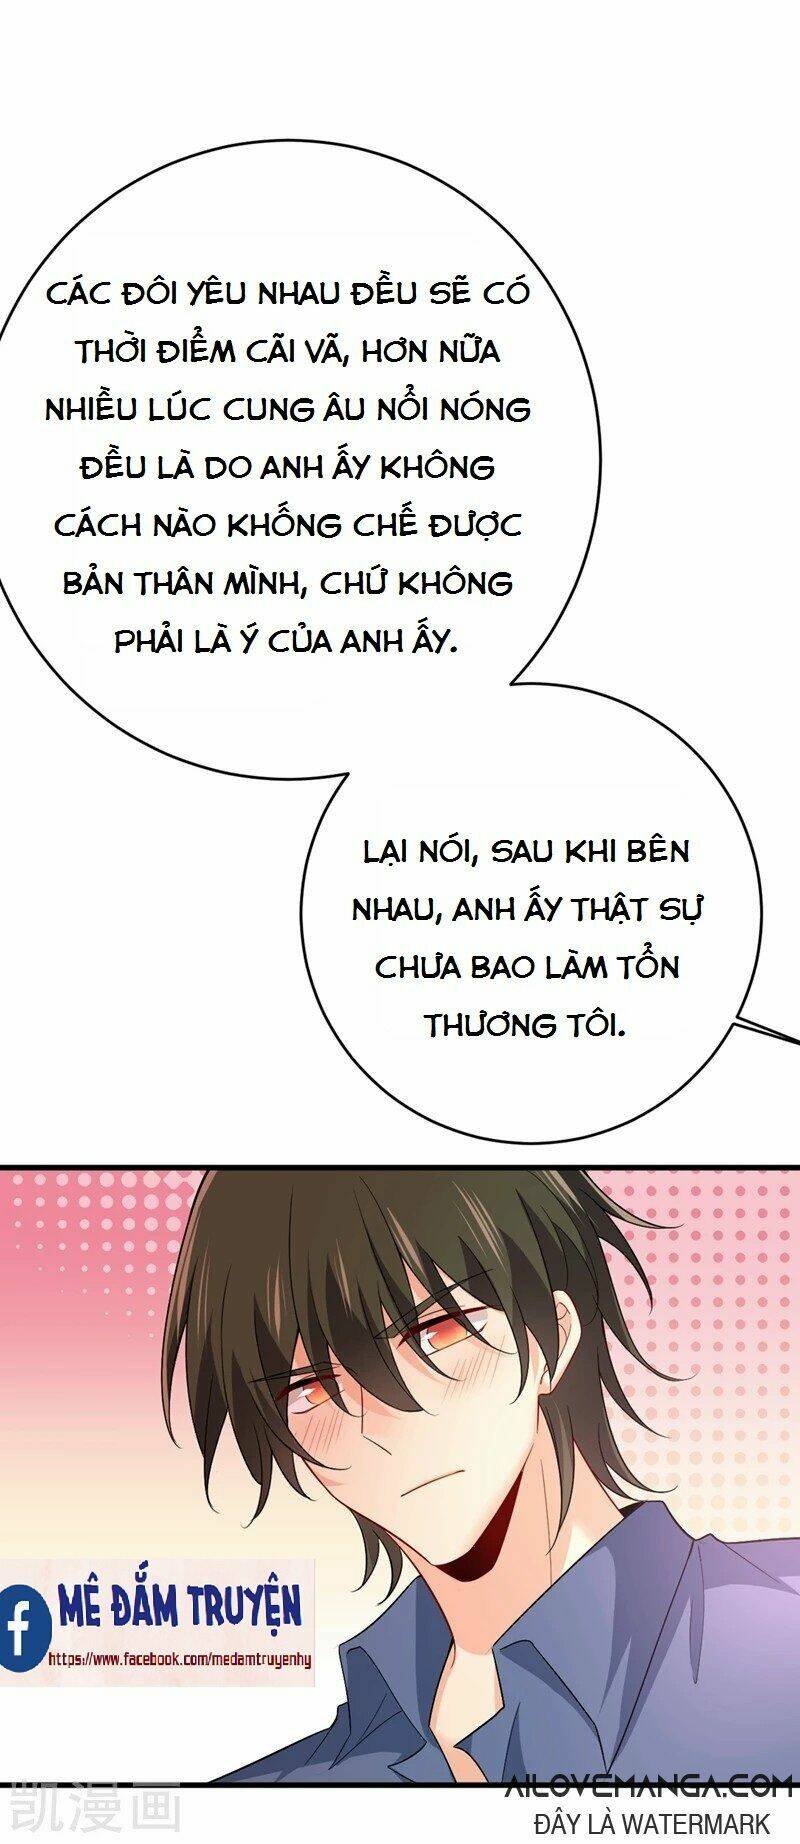 CÁC ĐÔI YÊU NHAU ĐỀU SẼ CÓ
THỜI ĐIỂM CÃI VÃ, HƠN NỮA
NHIỀU LÚC CUNG ÂU NỔI NÓNG
ĐỀU LÀ DO ANH ẤY KHÔNG
CÁCH NÀO KHỐNG CHẾ ĐƯỢC
BẢN THÂN MÌNH, CHỨ KHÔNG
PHẢI LÀ Ý CỦA ANH ẤY.
LẠI NÓI, SAU KHI BÊN
NHAU, ANH ẤY THẬT SỰ
CHƯA BAO LÀM TỔN
THƯƠNG TÔI.
f
MÊ ĐẮM TRUYỆN
https://www.facebook.com/medamtruyenhy
凯漫画
AILOVEMANGA.COM
ĐÂY LÀ WATERMARK